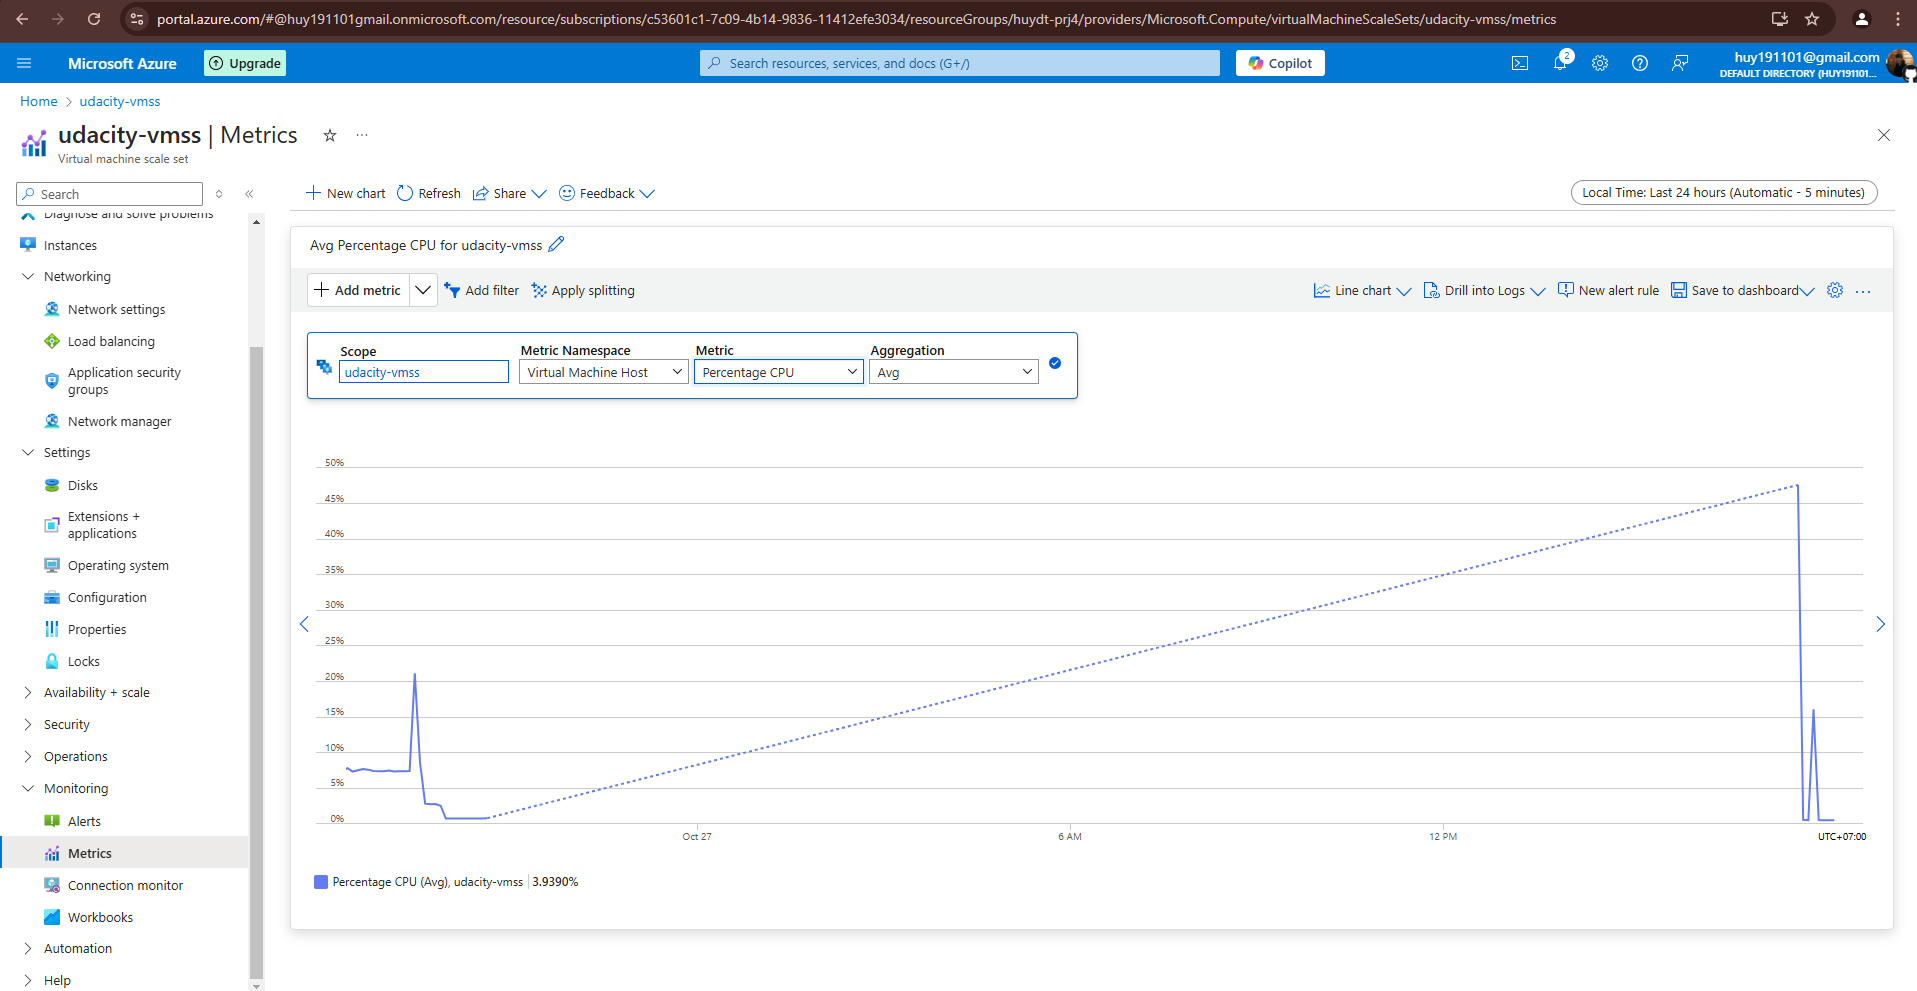 portal.azure.com/#@huy191101gmail.onmicrosoft.com/resource/subscriptions/c53601c1-7c09-4b14-9836-11412efe3034/resourceGroups/huydt-prj4/providers/Microsoft.Compute/virtualMachineScaleSets/udacity-vmss/metrics
Microsoft Azure
Upgrade
Search resources, services, and docs (G+/)
Copilot
2
huy191101@gmail.com
DEFAULT DIRECTORY (HUY191101...
Home > udacity-vmss
udacity-vmss | Metrics
Virtual machine scale set
Search
New chart
Refresh
Share
Feedback
Local Time: Last 24 hours (Automatic - 5 minutes)
Diagnose and solve problems
Instances
Networking
Network settings
Load balancing
Application security
groups
Network manager
Settings
Disks
Extensions +
applications
Operating system
Configuration
Properties
Locks
Availability + scale
Security
Operations
Monitoring
Alerts
Metrics
Connection monitor
Workbooks
Automation
Help
Avg Percentage CPU for udacity-vmss
Add metric
Add filter
Apply splitting
Line chart
Drill into Logs
New alert rule
Save to dashboard
Scope
udacity-vmss
Metric Namespace
Virtual Machine Host
Metric
Percentage CPU
Aggregation
Avg
50%
45%
40%
35%
30%
25%
20%
15%
10%
5%
0%
Oct 27
6 AM
12 PM
UTC+07:00
Percentage CPU (Avg), udacity-vmss | 3.9390%